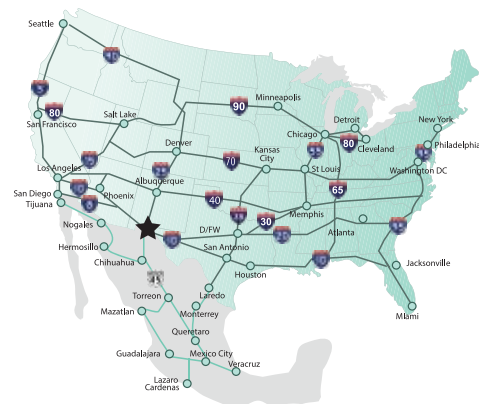 Seattle
90
Minneapolis
80
San Francisco
Salt Lake
Detroit
New York
Chicago
80
Cleveland
Philadelphia
Denver
70
Kansas
City
St Louis
Washington DC
Los Angeles
Albuquerque
65
San Diego
Phoenix
40
Tijuana
Memphis
30
Nogales
D/FW
Atlanta
Hermosillo
San Antonio
Chihuahua
Houston
Jacksonville
Torreon
Laredo
Mazatlan
Monterrey
Miami
Queretaro
Guadalajara
Mexico City
Veracruz
Lazaro
Cardenas